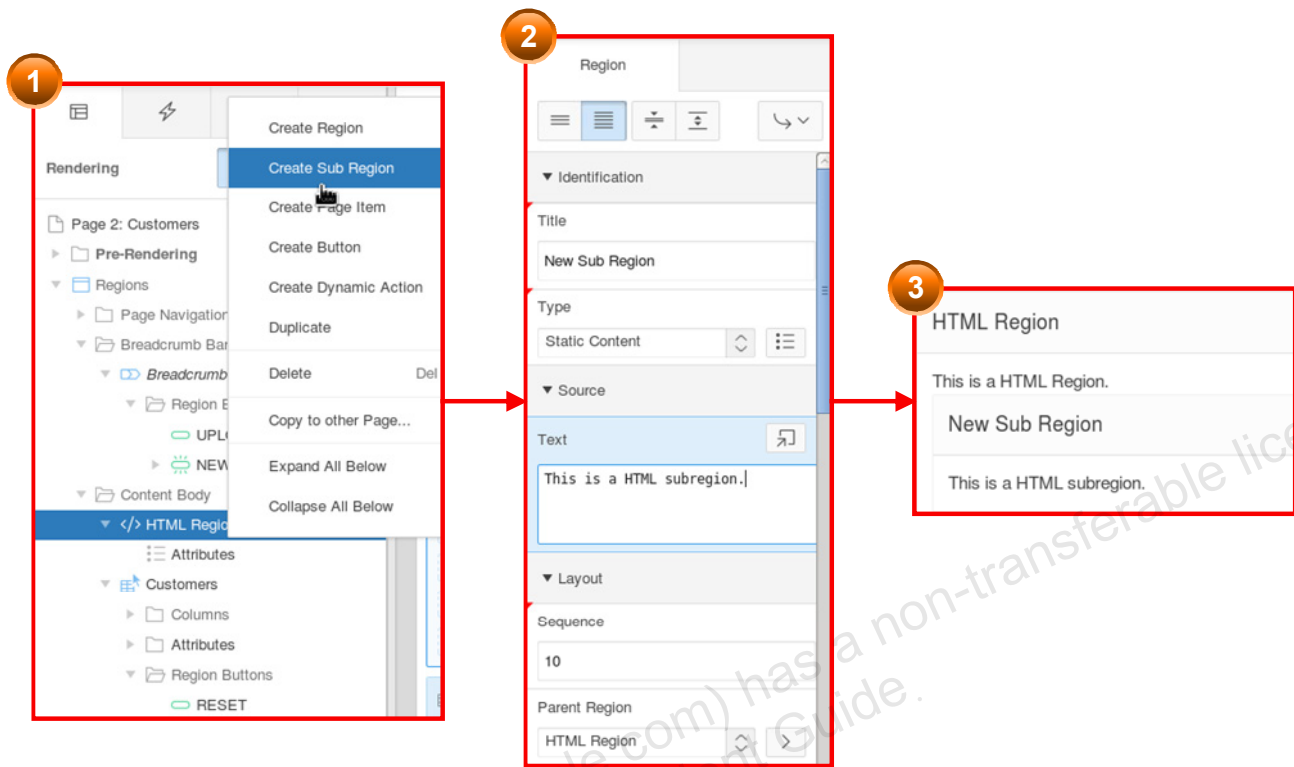 1
Rendering
Page 2: Customers
Pre-Rendering
Regions
Page Navigation
Breadcrumb Bar
Breadcrumb
Region B
UPL
NEW
Content Body
</> HTML Regio
Attributes
Customers
Columns
Attributes
Region Buttons
RESET
Create Region
Create Sub Region
Create Page Item
Create Button
Create Dynamic Action
Duplicate
Delete Del
Copy to other Page...
Expand All Below
Collapse All Below
2
Region
Identification
Title
New Sub Region
Type
Static Content
Source
Text
This is a HTML subregion.
Layout
Sequence
10
Parent Region
HTML Region
3
HTML Region
This is a HTML Region.
New Sub Region
This is a HTML subregion.
com) has a non-transferable lice
Guide.